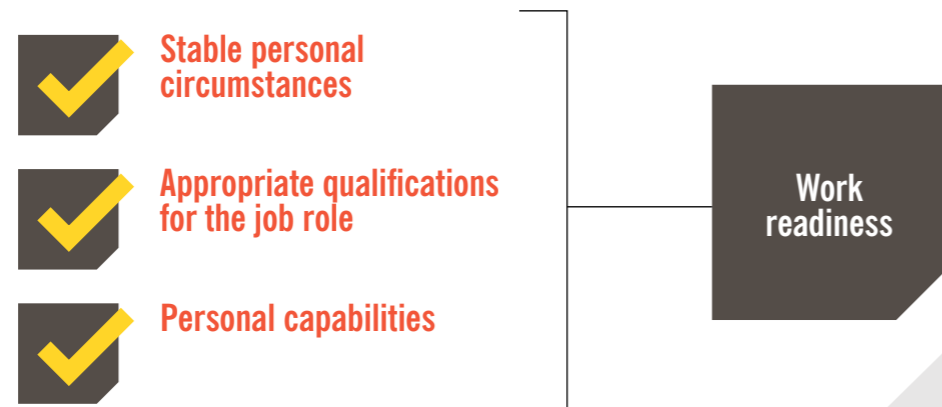 Stable personal
circumstances
Appropriate qualifications
for the job role
Personal capabilities
Work
readiness